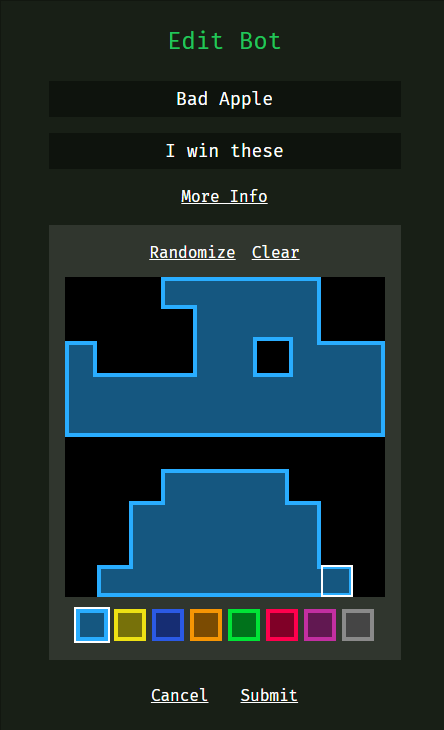 Edit Bot
Bad Apple
I win these
More Info
Randomize Clear
Cancel Submit